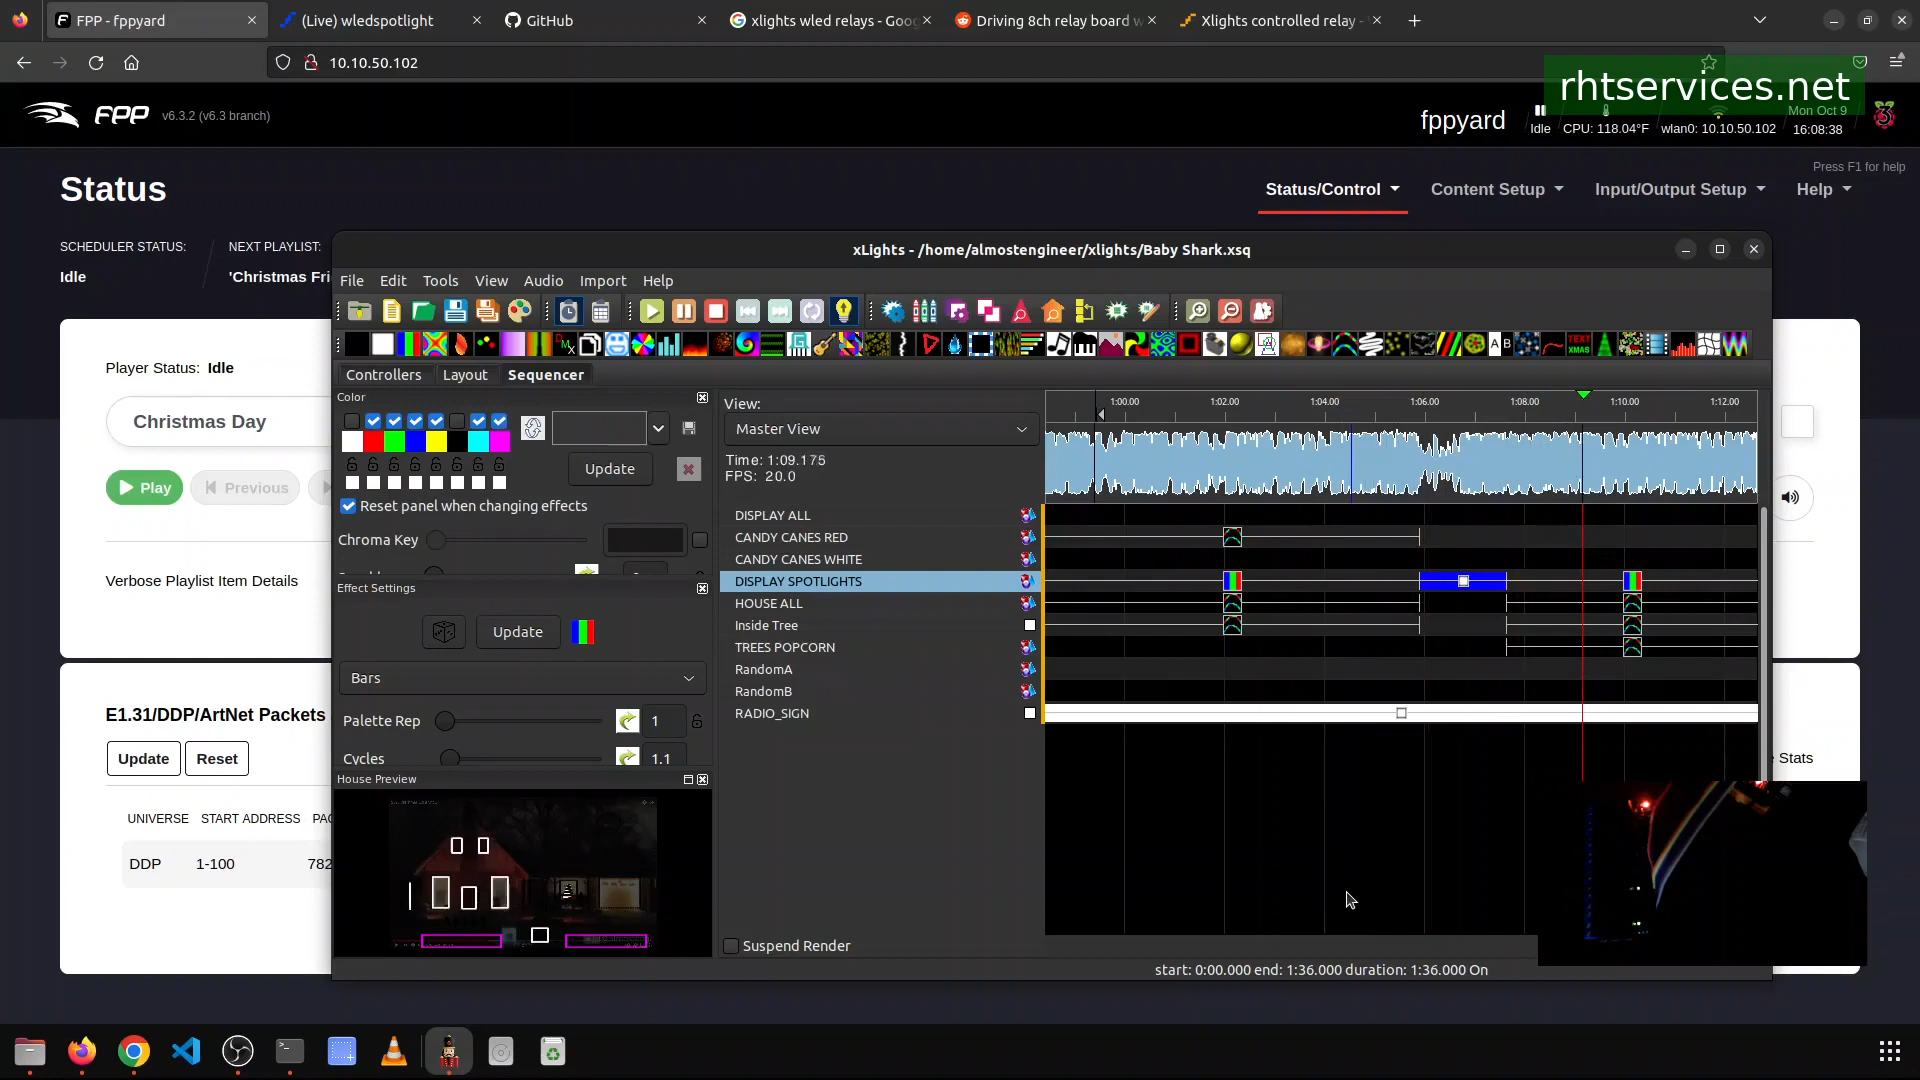 FPP - fppyard
(Live) wledspotlight
GitHub
xlights wled relays - Goog
Driving 8ch relay board w
Xlights controlled relay -
10.10.50.102
rhtservices.net
FPP v6.3.2 (v6.3 branch)
fppyard
Idle
CPU: 118.04°F
wlan0: 10.10.50.102
Mon Oct 9
16:08:38
Press F1 for help
Status
Status/Control
Content Setup
Input/Output Setup
Help
SCHEDULER STATUS:
NEXT PLAYLIST:
Idle
'Christmas Fri
xLights - /home/almostengineer/xlights/Baby Shark.xsq
File Edit Tools View Audio Import Help
Player Status: Idle
Christmas Day
Play
Previous
Verbose Playlist Item Details
E1.31/DDP/ArtNet Packets
Update
Reset
Stats
UNIVERSE START ADDRESS PAC
DDP 1-100 782
Controllers Layout Sequencer
Color
Update
Reset panel when changing effects
Chroma Key
Effect Settings
Update
Bars
Palette Rep 1
Cycles 1.1
House Preview
View:
Master View
Time: 1:09.175
FPS: 20.0
1:00.00 1:02.00 1:04.00 1:06.00 1:08.00 1:10.00 1:12.00
DISPLAY ALL
CANDY CANES RED
CANDY CANES WHITE
DISPLAY SPOTLIGHTS
HOUSE ALL
Inside Tree
TREES POPCORN
RandomA
RandomB
RADIO_SIGN
Suspend Render
start: 0:00.000 end: 1:36.000 duration: 1:36.000 On